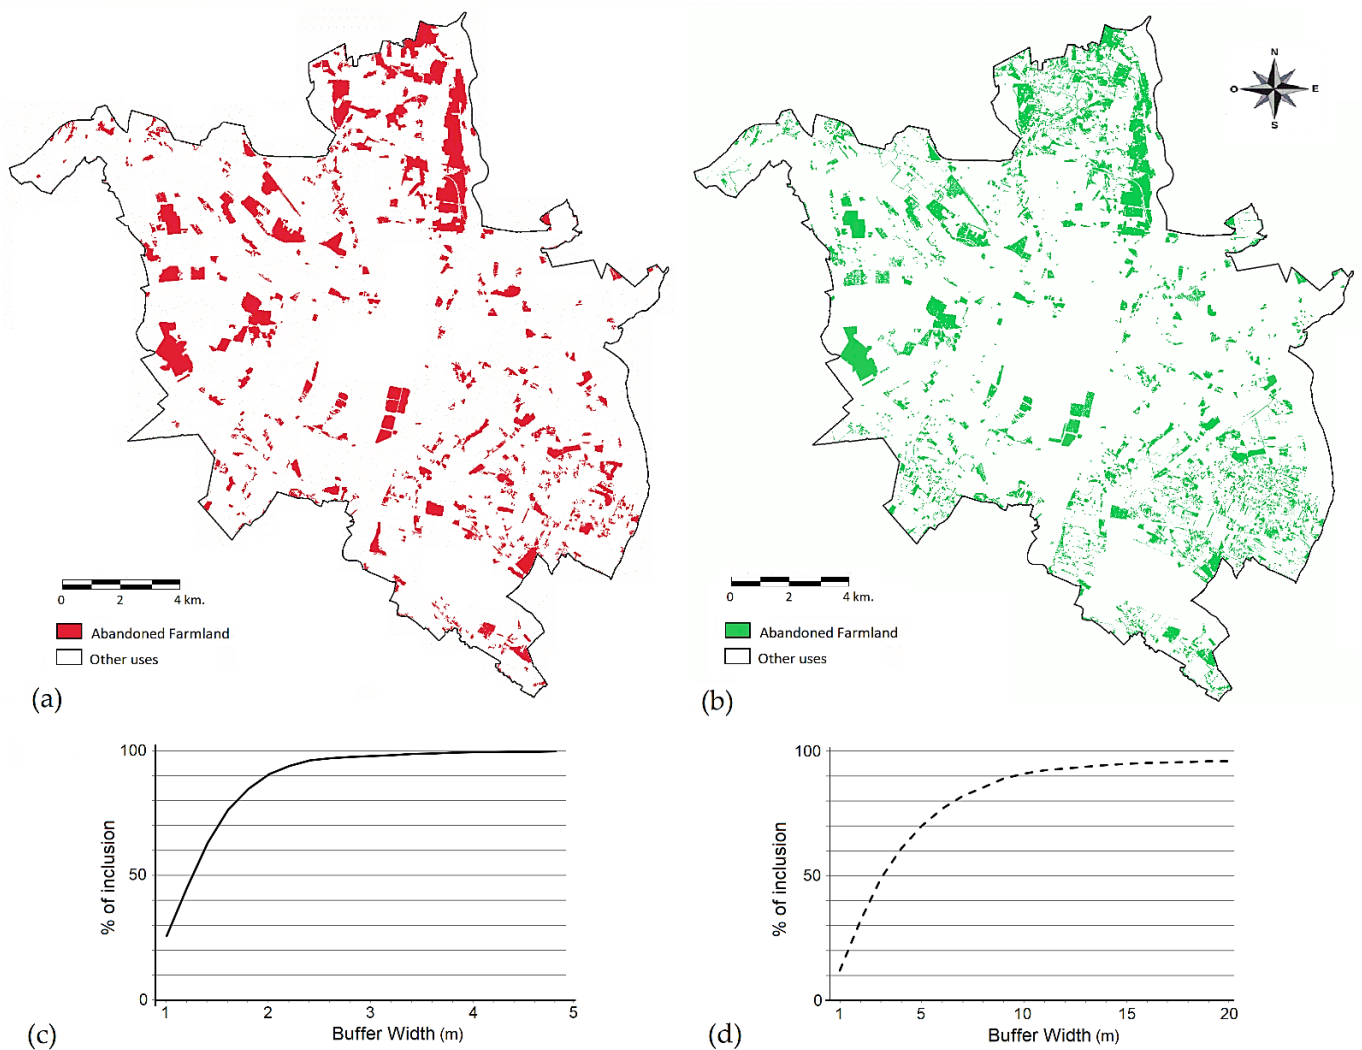 N
O E
S
0 2 4 km.
Abandoned Farmland
Other uses
(a)
0 2 4 km.
Abandoned Farmland
Other uses
(b)
100
50
0
% of inclusion
1 2 3 4 5
Buffer Width (m)
(c)
100
50
0
% of inclusion
1 5 10 15 20
Buffer Width (m)
(d)